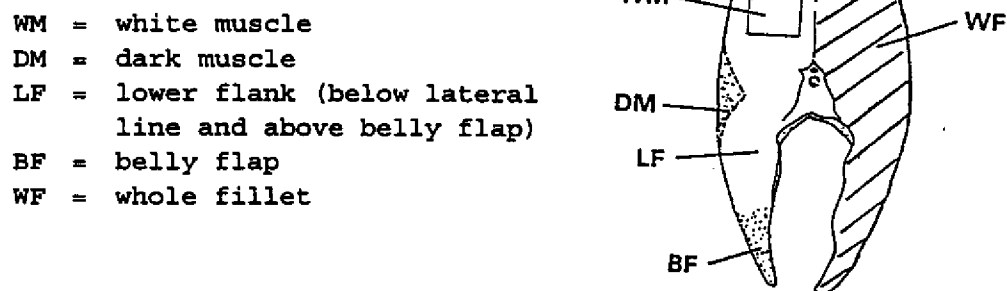 WM = white muscle
DM = dark muscle
LF = lower flank (below lateral
line and above belly flap)
BF = belly flap
WF = whole fillet
WF
DM
LF
BF